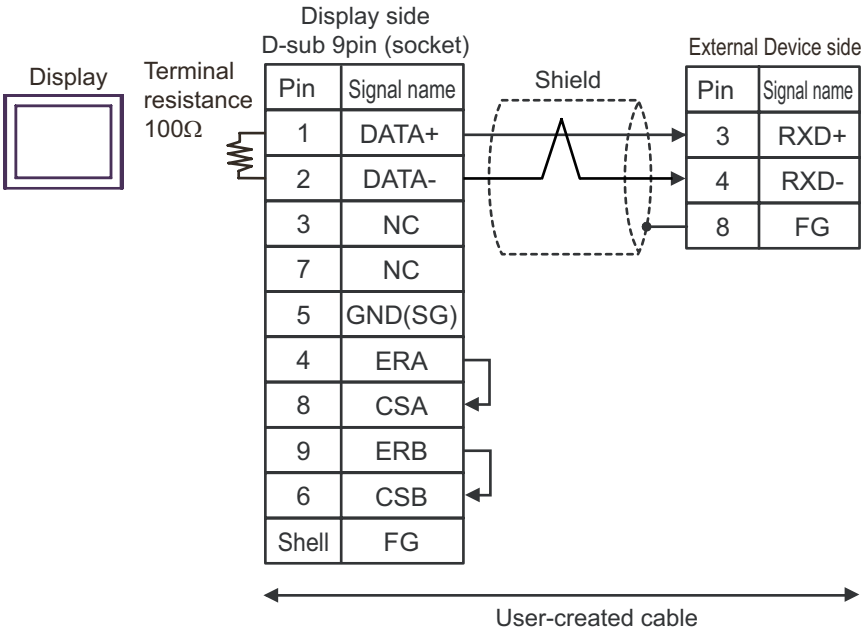 Display side
D-sub 9pin (socket)
External Device side
Display
Terminal
resistance
100Ω
Shield
Pin Signal name
1 DATA+
2 DATA-
3 NC
7 NC
5 GND(SG)
4 ERA
8 CSA
9 ERB
6 CSB
Shell FG
Pin Signal name
3 RXD+
4 RXD-
8 FG
User-created cable